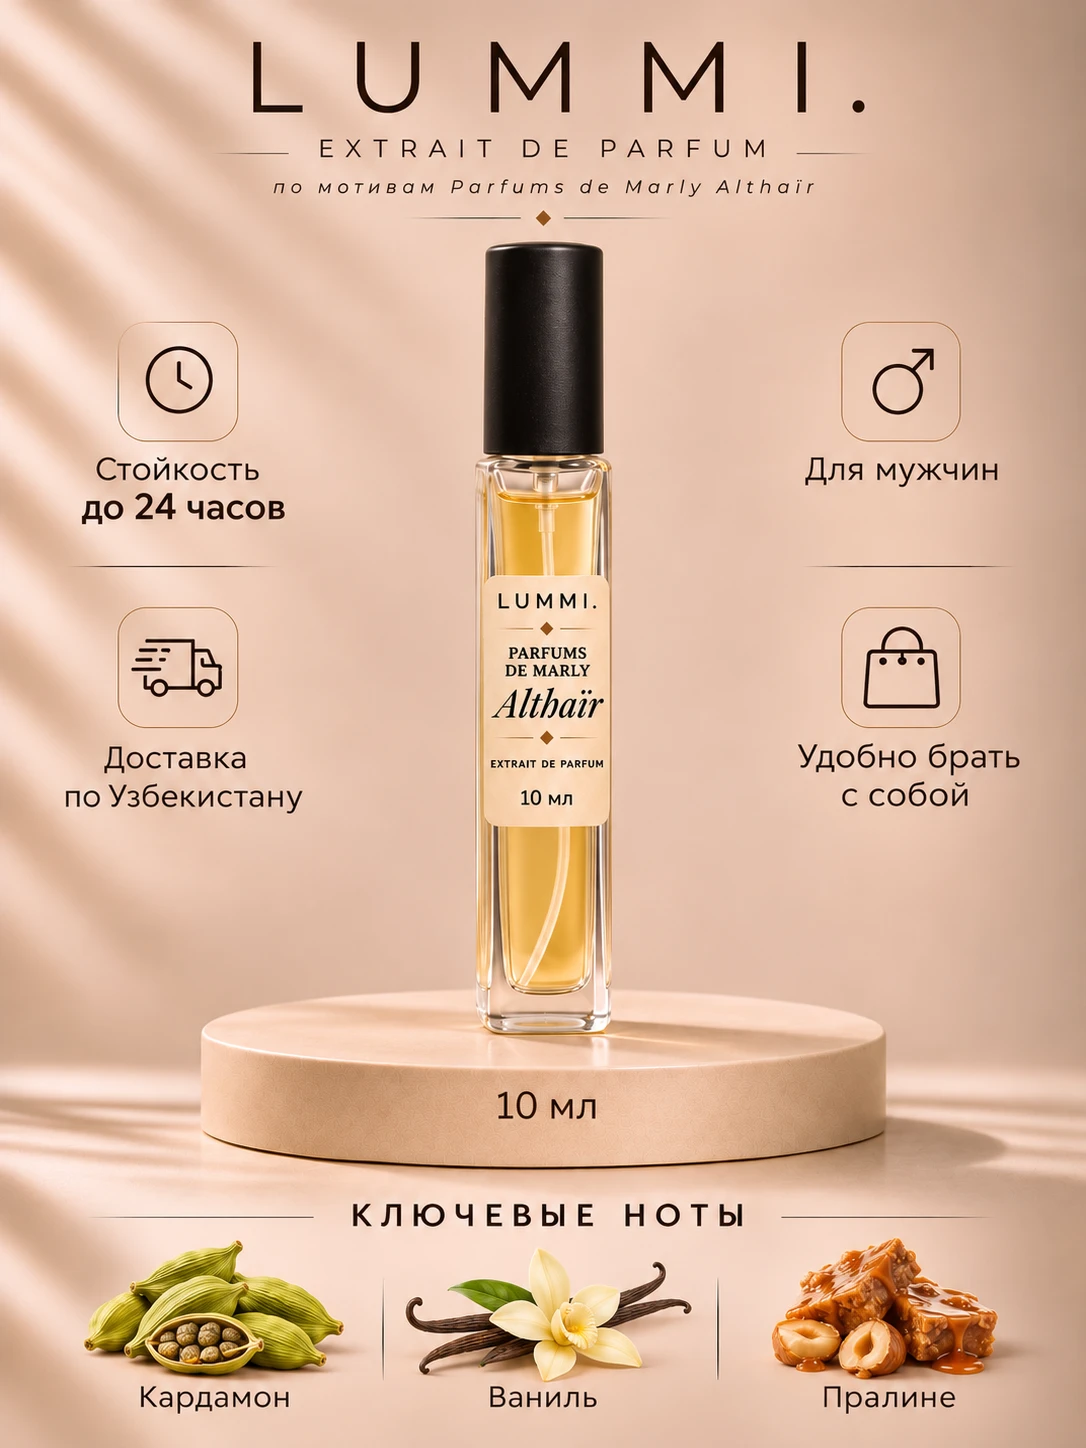 LUMMI.
EXTRAIT DE PARFUM
по мотивам Parfums de Marly Althaïr
Стойкость
до 24 часов
Для мужчин
Доставка
по Узбекистану
Удобно брать
с собой
LUMMI.
PARFUMS
DE MARLY
Althaïr
EXTRAIT DE PARFUM
10 мл
10 мл
КЛЮЧЕВЫЕ НОТЫ
Кардамон
Ваниль
Пралине